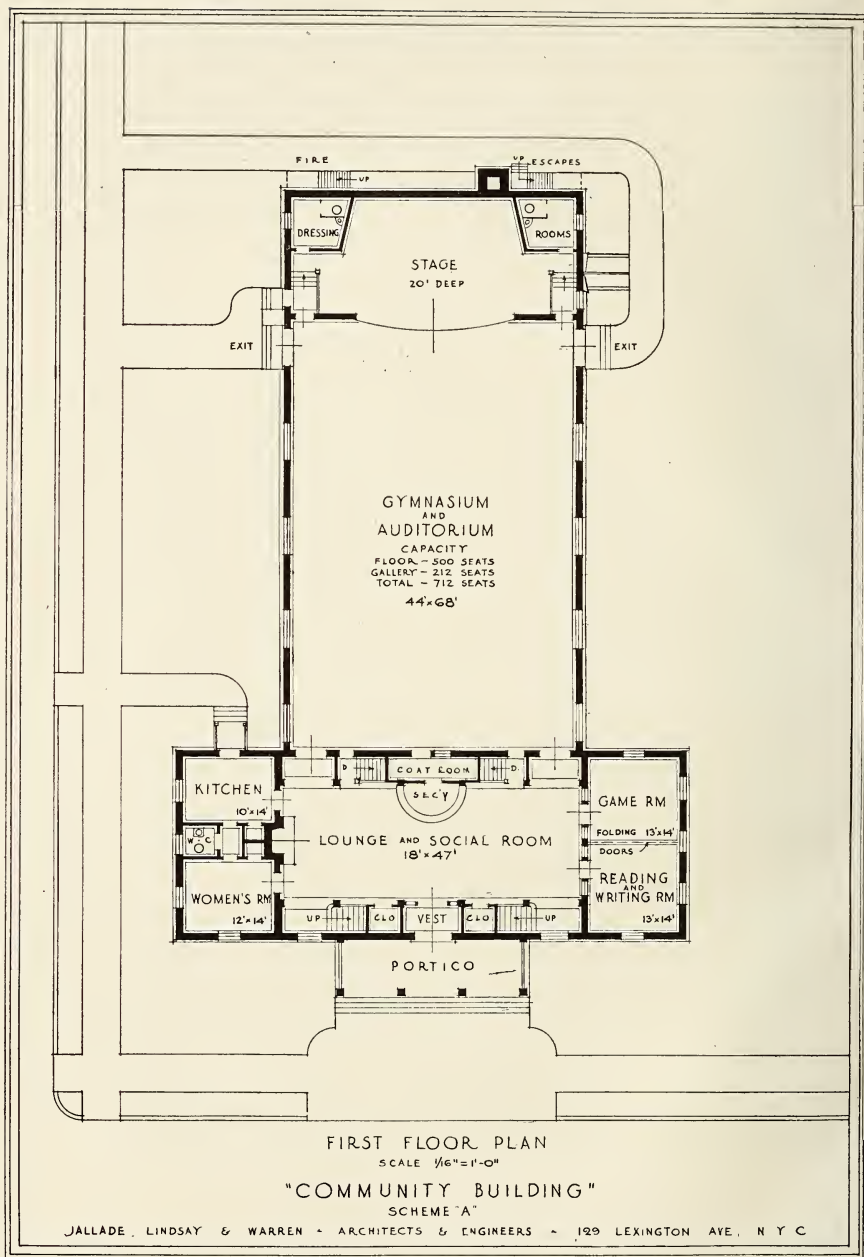 FIRE
UP
UP
ESCAPES
DRESSING
ROOMS
STAGE
20' DEEP
EXIT
EXIT
GYMNASIUM
AND
AUDITORIUM
CAPACITY
FLOOR - 500 SEATS
GALLERY - 212 SEATS
TOTAL - 712 SEATS
44'x68'
D
COAT ROOM
D
SEC'Y
KITCHEN
10'x14'
GAME RM
FOLDING 13'x14'
DOORS
W-C
LOUNGE AND SOCIAL ROOM
18'x47'
WOMEN'S RM
12'x14'
READING
AND
WRITING RM
13'x14'
UP
CLO
VEST
CLO
UP
PORTICO
FIRST FLOOR PLAN
SCALE 1/16"=1'-0"
"COMMUNITY BUILDING"
SCHEME "A"
JALLADE, LINDSAY & WARREN - ARCHITECTS & ENGINEERS - 129 LEXINGTON AVE, N Y C